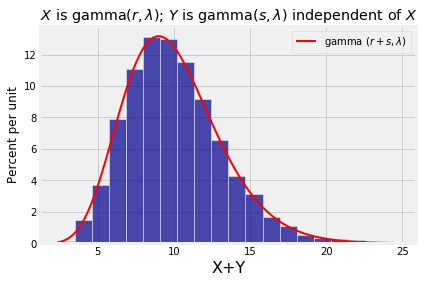 X is gamma(r, λ); Y is gamma(s, λ) independent of X
gamma (r + s, λ)
Percent per unit
12
10
8
6
4
2
0
5 10 15 20 25
X+Y